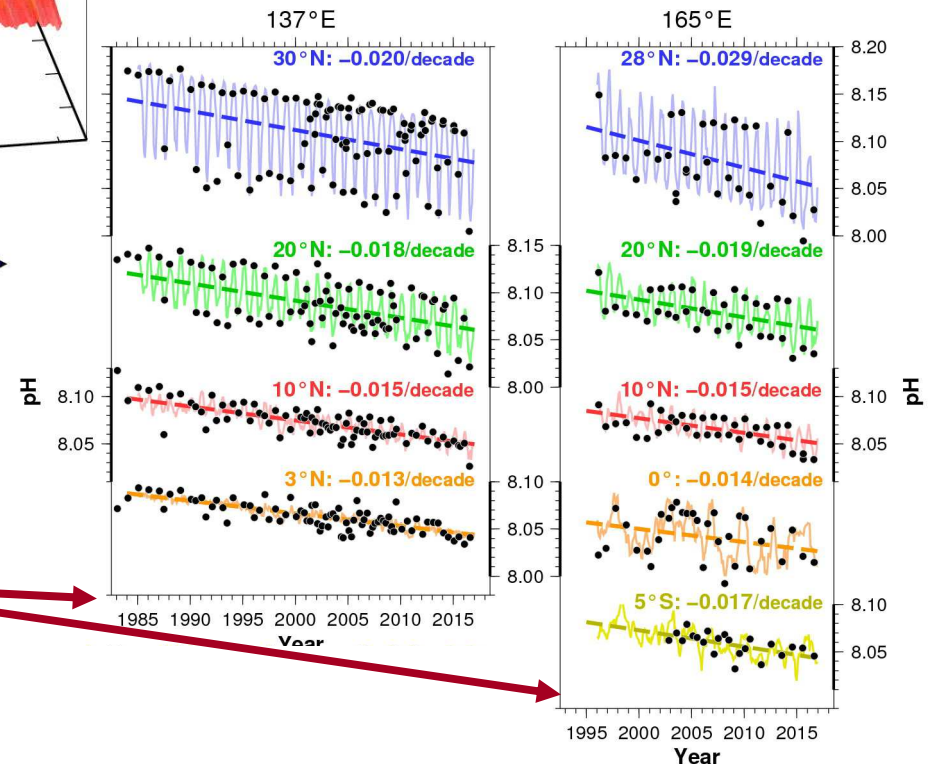 137°E
165°E
30°N: −0.020/decade
28°N: −0.029/decade
8.20
8.15
8.10
8.05
8.00
20°N: −0.018/decade
8.15
20°N: −0.019/decade
8.10
8.05
8.00
10°N: −0.015/decade
10°N: −0.015/decade
pH
8.10
8.05
8.10
8.05
pH
3°N: −0.013/decade
8.10
0°: −0.014/decade
8.05
8.00
5°S: −0.017/decade
8.10
8.05
1985 1990 1995 2000 2005 2010 2015
Year
1995 2000 2005 2010 2015
Year